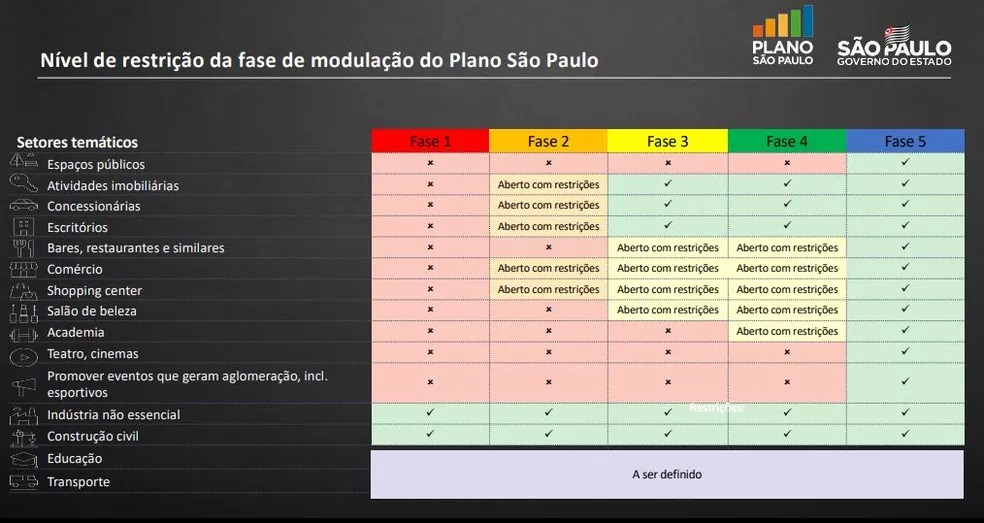 PLANO
SÃO PAULO
SÃO PAULO
GOVERNO DO ESTADO
Nível de restrição da fase de modulação do Plano São Paulo
Setores temáticos Fase 1 Fase 2 Fase 3 Fase 4 Fase 5
Espaços públicos × × × × ✓
Atividades imobiliárias × Aberto com restrições ✓ ✓ ✓
Concessionárias × Aberto com restrições ✓ ✓ ✓
Escritórios × Aberto com restrições ✓ ✓ ✓
Bares, restaurantes e similares × × Aberto com restrições Aberto com restrições ✓
Comércio × Aberto com restrições Aberto com restrições Aberto com restrições ✓
Shopping center × Aberto com restrições Aberto com restrições Aberto com restrições ✓
Salão de beleza × × Aberto com restrições Aberto com restrições ✓
Academia × × × Aberto com restrições ✓
Teatro, cinemas × × × × ✓
Promover eventos que geram aglomeração, incl.
esportivos × × × × ✓
Restrições:
Indústria não essencial ✓ ✓ ✓ ✓ ✓
Construção civil ✓ ✓ ✓ ✓ ✓
Educação
A ser definido
Transporte